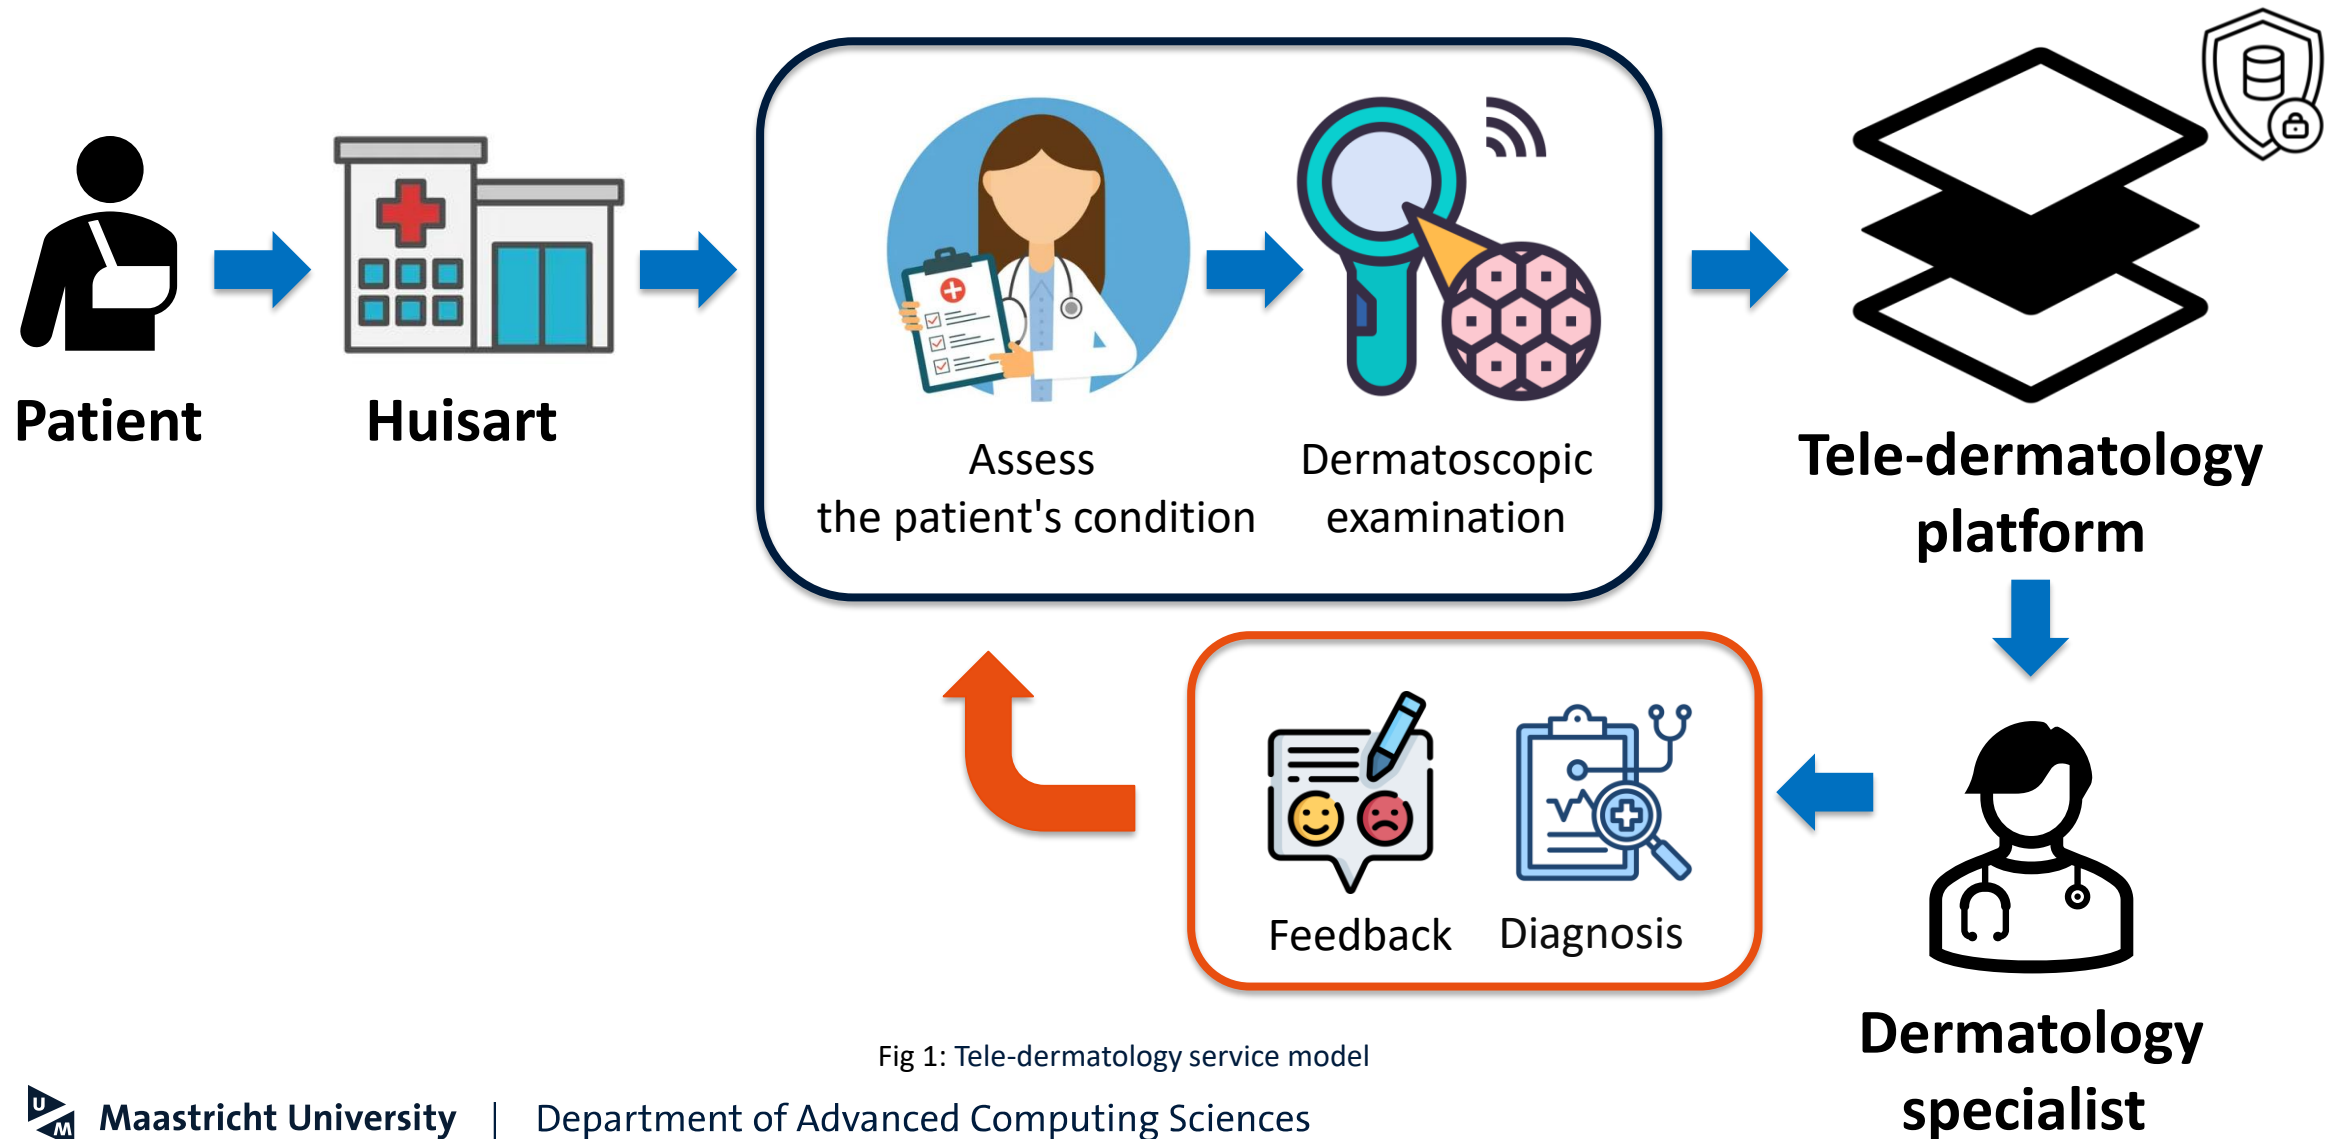 Patient
Huisart
Assess
the patient's condition
Dermatoscopic
examination
Tele-dermatology
platform
Feedback
Diagnosis
Dermatology
specialist
Fig 1: Tele-dermatology service model
U
M
Maastricht University | Department of Advanced Computing Sciences